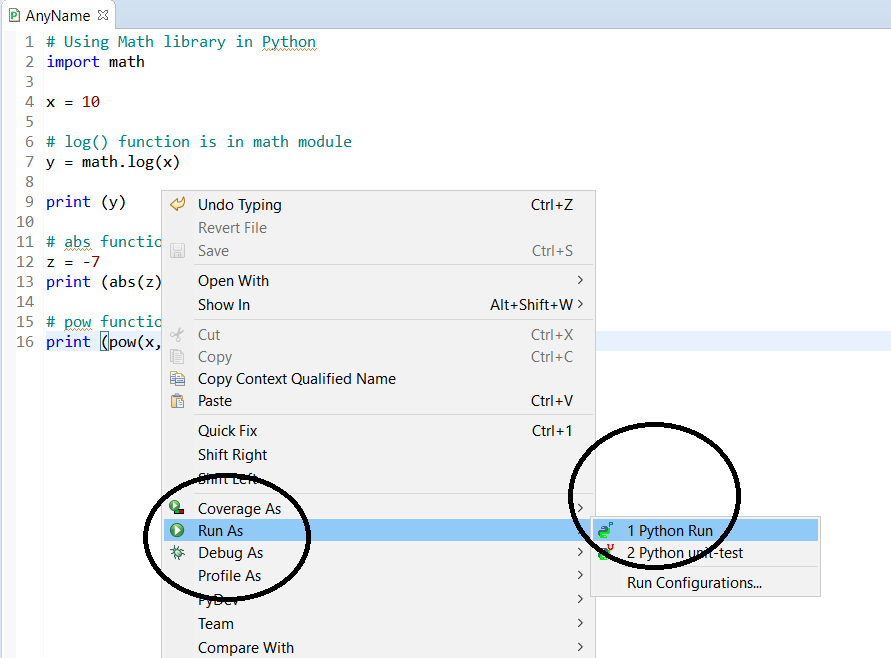 AnyName
1 # Using Math library in Python
2 import math
3
4 x = 10
5
6 # log() function is in math module
7 y = math.log(x)
8
9 print (y)
10
11 # abs functio
12 z = -7
13 print (abs(z)
14
15 # pow functio
16 print (pow(x,
Undo Typing Ctrl+Z
Revert File
Save Ctrl+S
Open With
Show In Alt+Shift+W
Cut Ctrl+X
Copy Ctrl+C
Copy Context Qualified Name
Paste Ctrl+V
Quick Fix Ctrl+1
Shift Right
Shift Left
Coverage As
Run As
Debug As
Profile As
PyDev
Team
Compare With
1 Python Run
2 Python unit-test
Run Configurations...